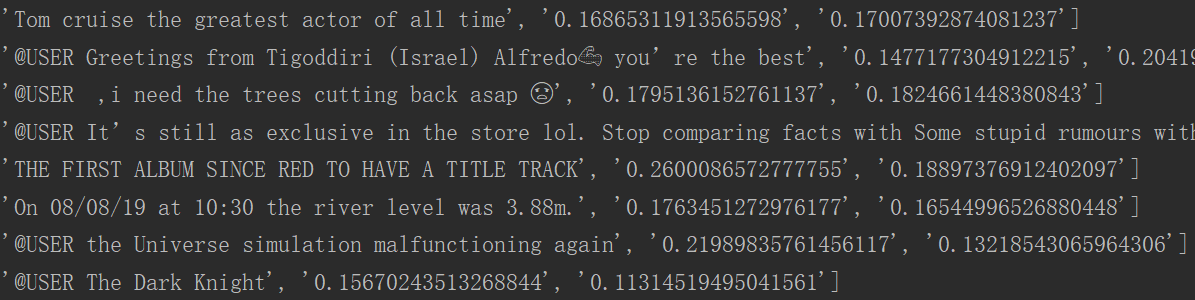 'Tom cruise the greatest actor of all time', '0.16865311913565598', '0.17007392874081237']
'@USER Greetings from Tigoddiri (Israel) Alfredo💪 you’re the best', '0.1477177304912215', '0.20419
'@USER  ,i need the trees cutting back asap 😨', '0.1795136152761137', '0.1824661448380843']
'@USER It’s still as exclusive in the store lol. Stop comparing facts with Some stupid rumours with
'THE FIRST ALBUM SINCE RED TO HAVE A TITLE TRACK', '0.2600086572777755', '0.18897376912402097']
'On 08/08/19 at 10:30 the river level was 3.88m.', '0.1763451272976177', '0.16544996526880448']
'@USER the Universe simulation malfunctioning again', '0.21989835761456117', '0.13218543065964306']
'@USER The Dark Knight', '0.15670243513268844', '0.11314519495041561']